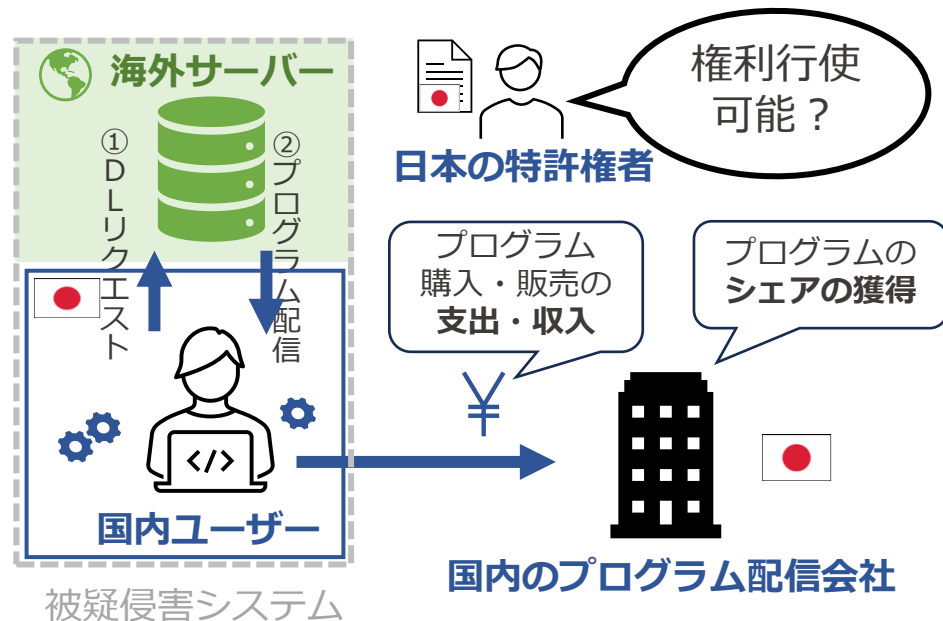 海外サーバー
①DLリクエスト
②プログラム配信
国内ユーザー
被疑侵害システム
日本の特許権者
権利行使
可能？
プログラム
購入・販売の
支出・収入
プログラムの
シェアの獲得
¥
国内のプログラム配信会社
</>